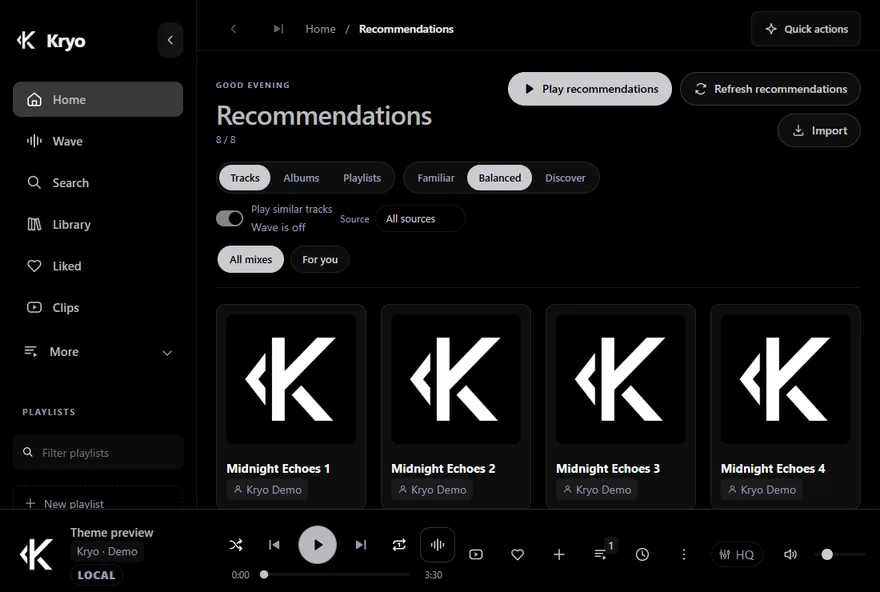 Kryo
Home / Recommendations
Quick actions
Home
Wave
Search
Library
Liked
Clips
More
PLAYLISTS
Filter playlists
New playlist
GOOD EVENING
Recommendations
8 / 8
Play recommendations
Refresh recommendations
Import
Tracks Albums Playlists
Familiar Balanced Discover
Play similar tracks
Wave is off
Source
All sources
All mixes
For you
Midnight Echoes 1
Kryo Demo
Midnight Echoes 2
Kryo Demo
Midnight Echoes 3
Kryo Demo
Midnight Echoes 4
Kryo Demo
Theme preview
Kryo · Demo
LOCAL
0:00
3:30
1
HQ